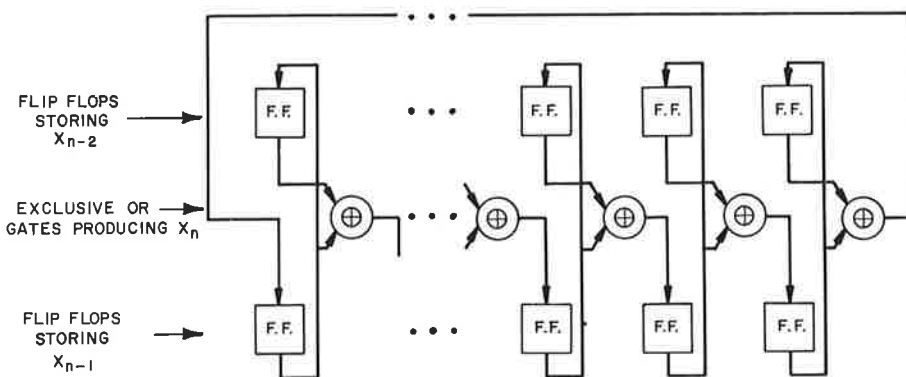 FLIP FLOPS
STORING
Xn-2
EXCLUSIVE OR
GATES PRODUCING Xn
FLIP FLOPS
STORING
Xn-1
F.F. F.F. F.F. F.F.
F.F. F.F. F.F. F.F.